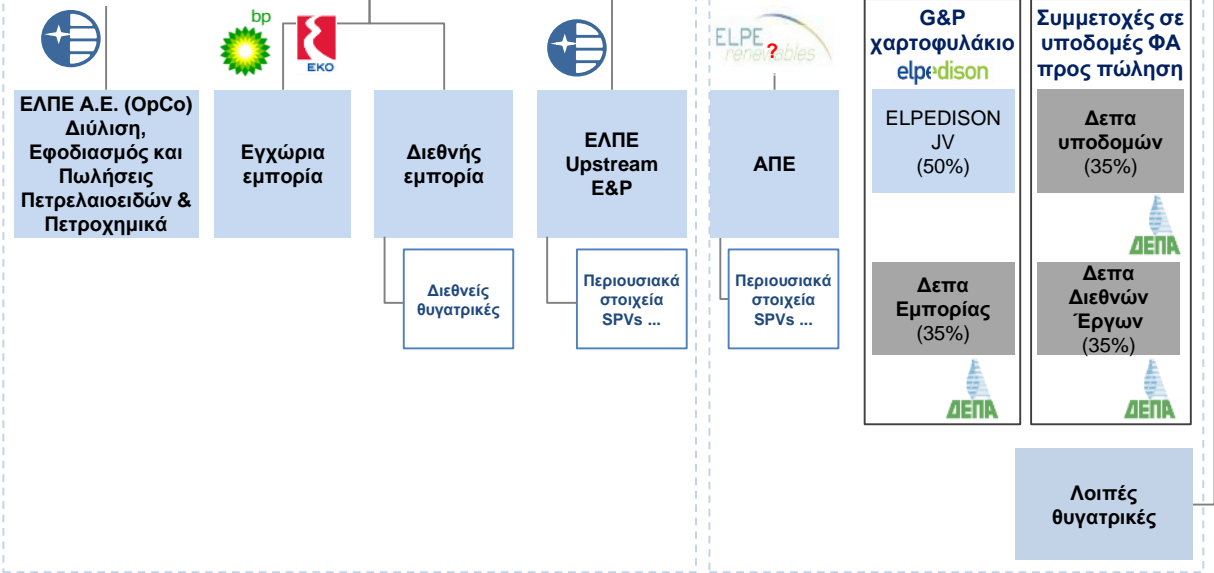 bp
EKO
ELPE ?
renewables
G&P
χαρτοφυλάκιο
elpedison
Συμμετοχές σε
υποδομές ΦΑ
προς πώληση
ΕΛΠΕ Α.Ε. (OpCo)
Διύλιση,
Εφοδιασμός και
Πωλήσεις
Πετρελαιοειδών &
Πετροχημικά
Εγχώρια
εμπορία
Διεθνής
εμπορία
ΕΛΠΕ
Upstream
E&P
ΑΠΕ
ELPEDISON
JV
(50%)
Δεπα
υποδομών
(35%)
ΔΕΠΑ
Διεθνείς
θυγατρικές
Περιουσιακά
στοιχεία
SPVs ...
Περιουσιακά
στοιχεία
SPVs ...
Δεπα
Εμπορίας
(35%)
ΔΕΠΑ
Δεπα
Διεθνών
Έργων
(35%)
ΔΕΠΑ
Λοιπές
θυγατρικές